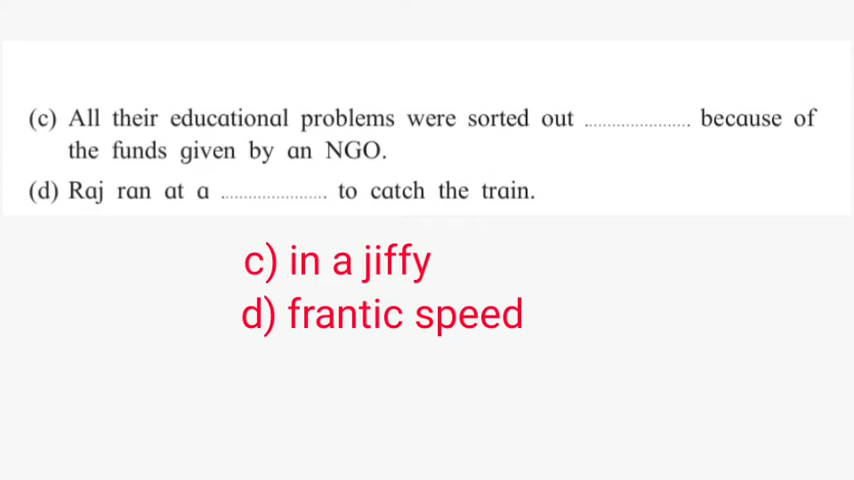 (c) All their educational problems were sorted out ..................... because of
the funds given by an NGO.
(d) Raj ran at a ..................... to catch the train.
c) in a jiffy
d) frantic speed